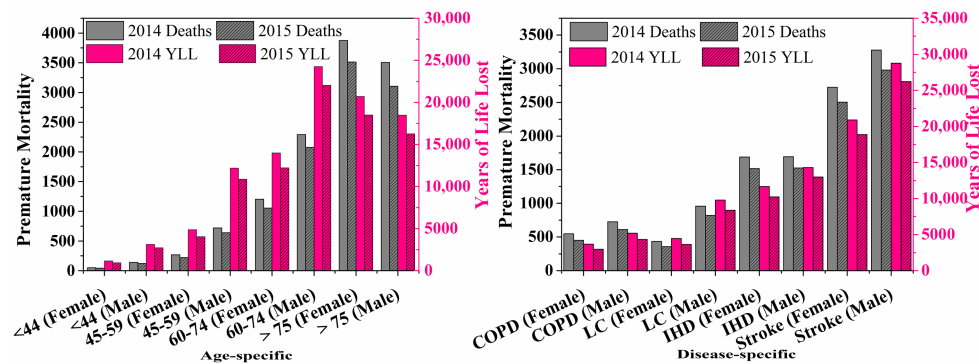 2014 Deaths 2015 Deaths
2014 YLL 2015 YLL
Premature Mortality
4000
3500
3000
2500
2000
1500
1000
500
0
30,000
25,000
20,000
15,000
10,000
5000
0
Years of Life Lost
<44 (Female)
<44 (Male)
45-59 (Female)
45-59 (Male)
60-74 (Female)
60-74 (Male)
> 75 (Female)
> 75 (Male)
Age-specific
2014 Deaths 2015 Deaths
2014 YLL 2015 YLL
Premature Mortality
3500
3000
2500
2000
1500
1000
500
0
35,000
30,000
25,000
20,000
15,000
10,000
5000
0
Years of Life Lost
COPD (Female)
COPD (Male)
LC (Female)
LC (Male)
IHD (Female)
IHD (Male)
Stroke (Female)
Stroke (Male)
Disease-specific